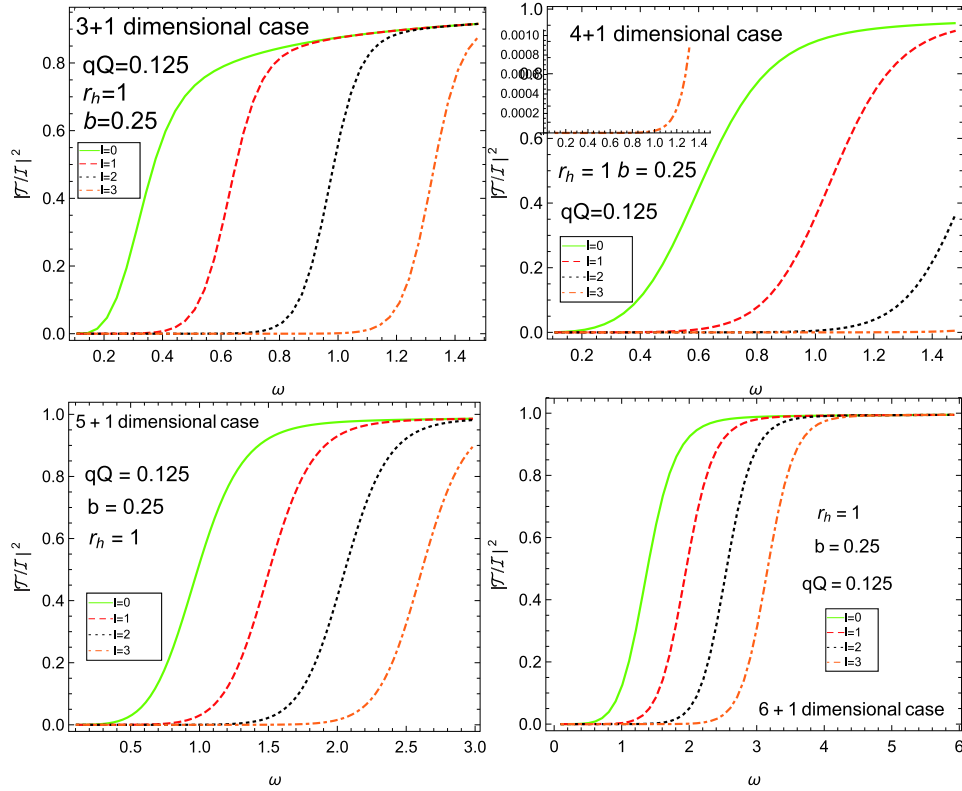 3+1 dimensional case
qQ=0.125
r_h=1
b=0.25
l=0
l=1
l=2
l=3
|𝒯/ℐ|²
0.0
0.2
0.4
0.6
0.8
0.2 0.4 0.6 0.8 1.0 1.2 1.4
ω
4+1 dimensional case
0.0010
0.0008
0.0006
0.0004
0.0002
0.2 0.4 0.6 0.8 1.0 1.2 1.4
r_h = 1 b = 0.25
qQ=0.125
l=0
l=1
l=2
l=3
|𝒯/ℐ|²
0.0
0.2
0.4
0.6
0.8
0.2 0.4 0.6 0.8 1.0 1.2 1.4
ω
5 + 1 dimensional case
qQ = 0.125
b = 0.25
r_h = 1
l=0
l=1
l=2
l=3
|𝒯/ℐ|²
0.0
0.2
0.4
0.6
0.8
1.0
0.5 1.0 1.5 2.0 2.5 3.0
ω
r_h = 1
b = 0.25
qQ = 0.125
l=0
l=1
l=2
l=3
6 + 1 dimensional case
|𝒯/ℐ|²
0.0
0.2
0.4
0.6
0.8
1.0
0 1 2 3 4 5 6
ω